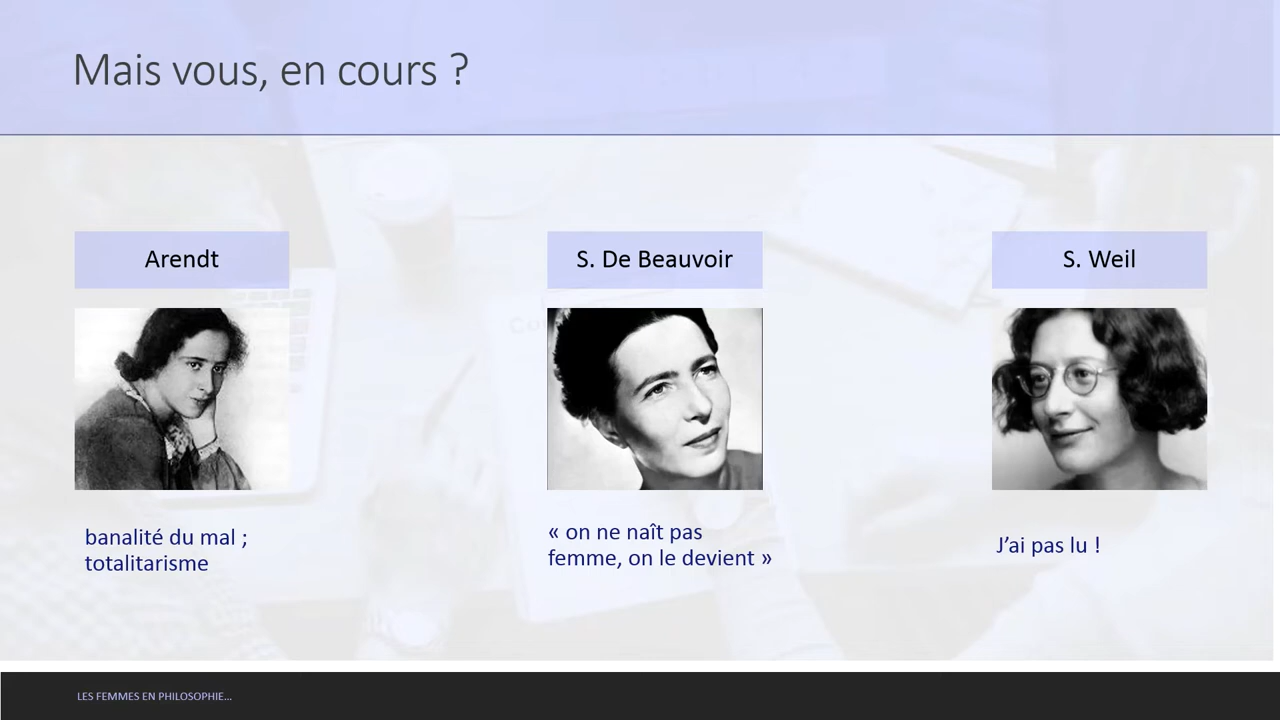 Mais vous, en cours ?
Arendt
S. De Beauvoir
S. Weil
banalité du mal ;
totalitarisme
« on ne naît pas
femme, on le devient »
J’ai pas lu !
LES FEMMES EN PHILOSOPHIE…